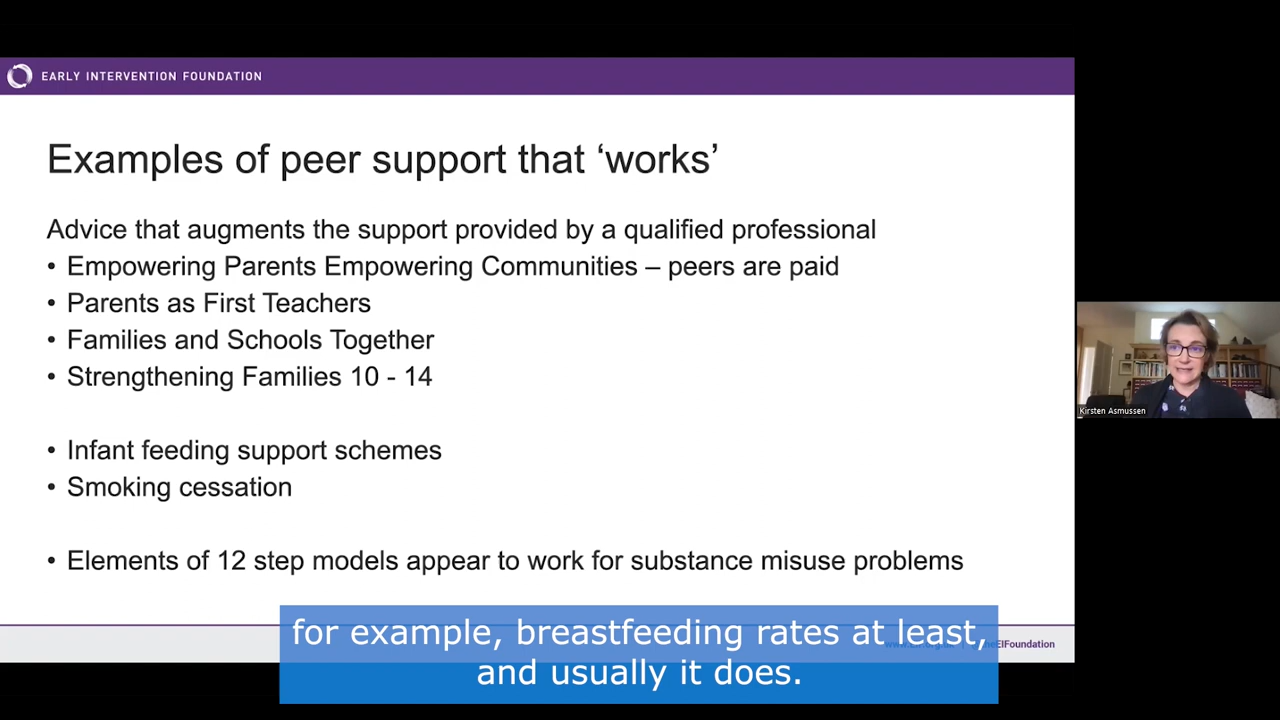 EARLY INTERVENTION FOUNDATION
Examples of peer support that ‘works’
Advice that augments the support provided by a qualified professional
• Empowering Parents Empowering Communities – peers are paid
• Parents as First Teachers
• Families and Schools Together
• Strengthening Families 10 - 14
• Infant feeding support schemes
• Smoking cessation
• Elements of 12 step models appear to work for substance misuse problems
Kirsten Asmussen
for example, breastfeeding rates at least,
and usually it does.